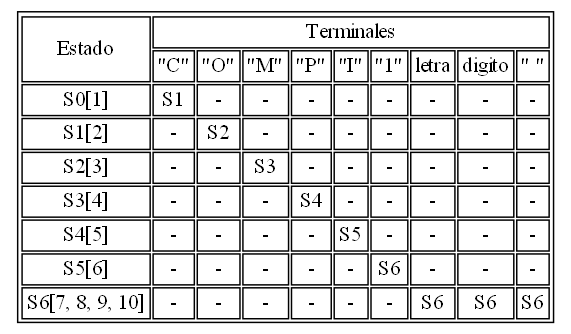 Estado Terminales
"C" "O" "M" "P" "I" "1" letra digito " "
S0[1] S1 - - - - - - - -
S1[2] - S2 - - - - - - -
S2[3] - - S3 - - - - - -
S3[4] - - - S4 - - - - -
S4[5] - - - - S5 - - - -
S5[6] - - - - - S6 - - -
S6[7, 8, 9, 10] - - - - - - S6 S6 S6